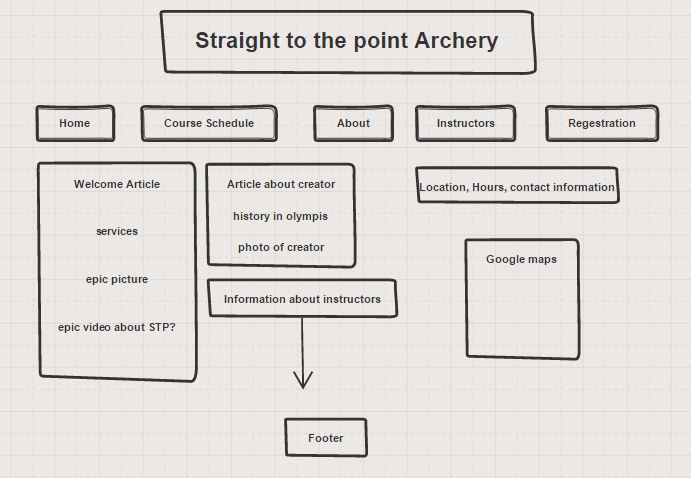 Straight to the point Archery
Home
Course Schedule
About
Instructors
Regestration
Welcome Article
services
epic picture
epic video about STP?
Article about creator
history in olympis
photo of creator
Information about instructors
Location, Hours, contact information
Google maps
Footer